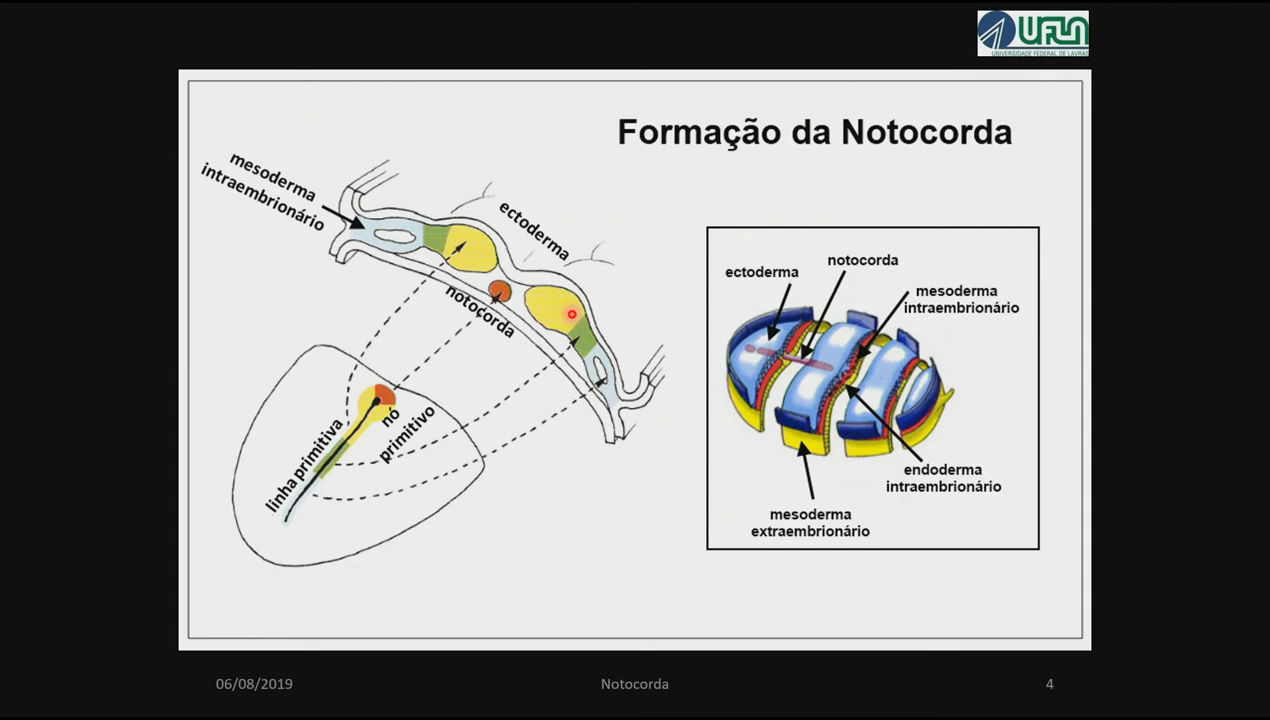 UFLA
UNIVERSIDADE FEDERAL DE LAVRAS
Formação da Notocorda
mesoderma
intraembrionário
ectoderma
notocorda
nó
primitivo
linha primitiva
ectoderma
notocorda
mesoderma
intraembrionário
endoderma
intraembrionário
mesoderma
extraembrionário
06/08/2019
Notocorda
4